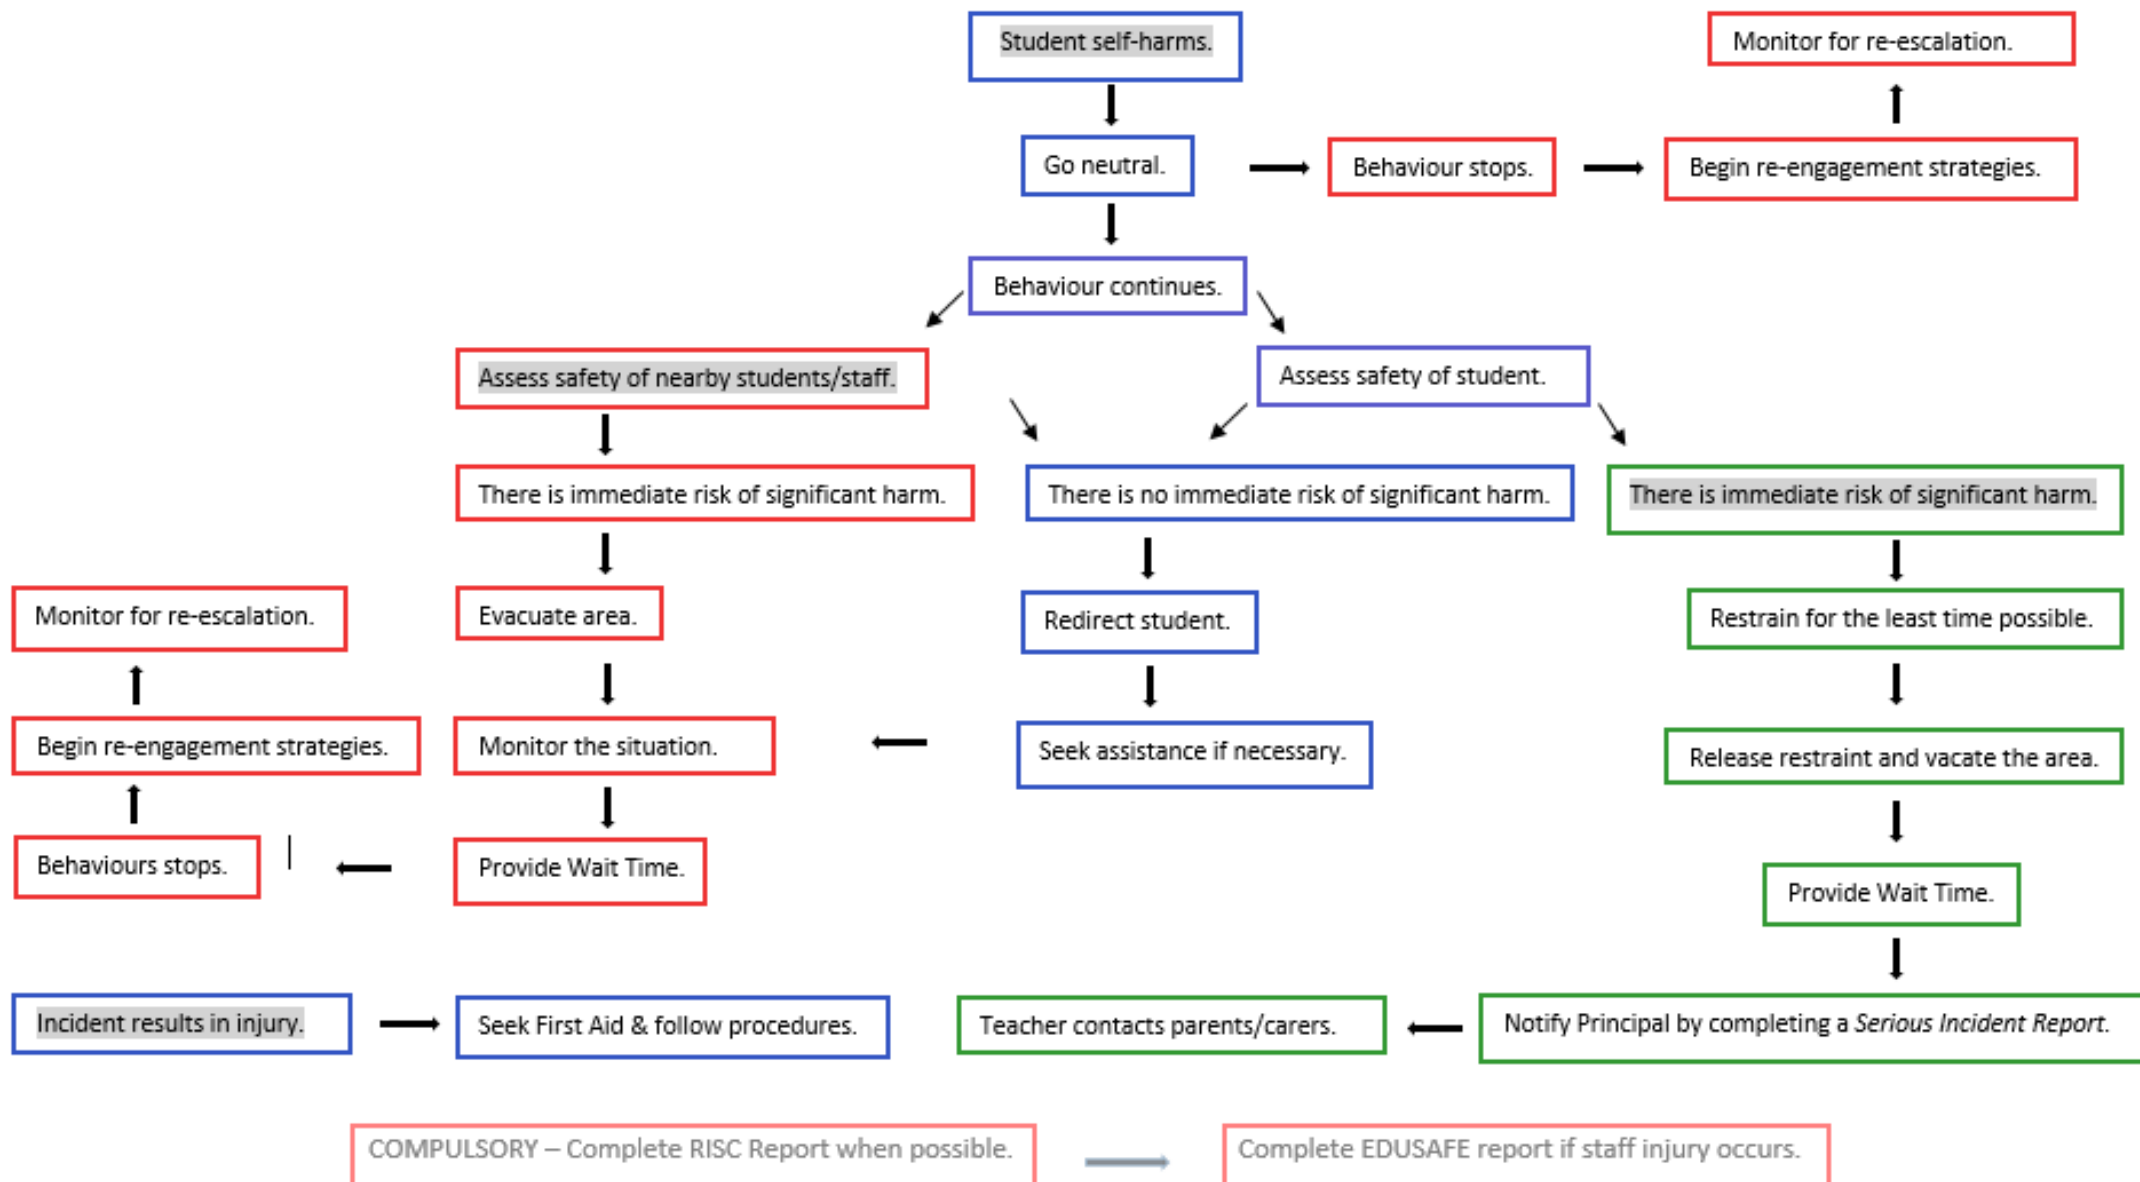 Student self-harms.
Monitor for re-escalation.
Go neutral.
Behaviour stops.
Begin re-engagement strategies.
Behaviour continues.
Assess safety of nearby students/staff.
Assess safety of student.
There is immediate risk of significant harm.
There is no immediate risk of significant harm.
There is immediate risk of significant harm.
Monitor for re-escalation.
Evacuate area.
Redirect student.
Restrain for the least time possible.
Begin re-engagement strategies.
Monitor the situation.
Seek assistance if necessary.
Release restraint and vacate the area.
Behaviours stops.
Provide Wait Time.
Provide Wait Time.
Incident results in injury.
Seek First Aid & follow procedures.
Teacher contacts parents/carers.
Notify Principal by completing a Serious Incident Report.
COMPULSORY – Complete RISC Report when possible.
Complete EDUSAFE report if staff injury occurs.